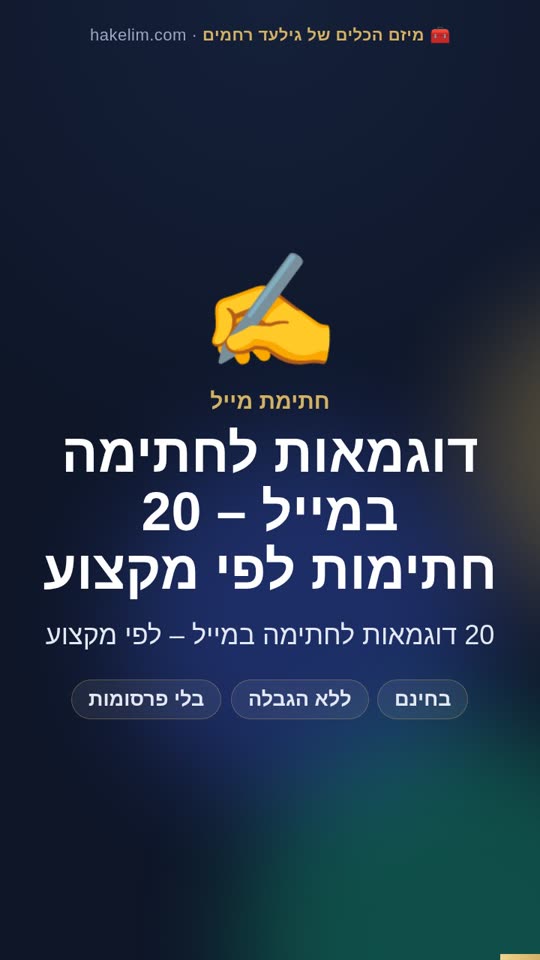 🧰 מיזם הכלים של גילעד רחמים · hakelim.com
חתימת מייל
דוגמאות לחתימה
במייל – 20
חתימות לפי מקצוע
20 דוגמאות לחתימה במייל – לפי מקצוע
בחינם
ללא הגבלה
בלי פרסומות